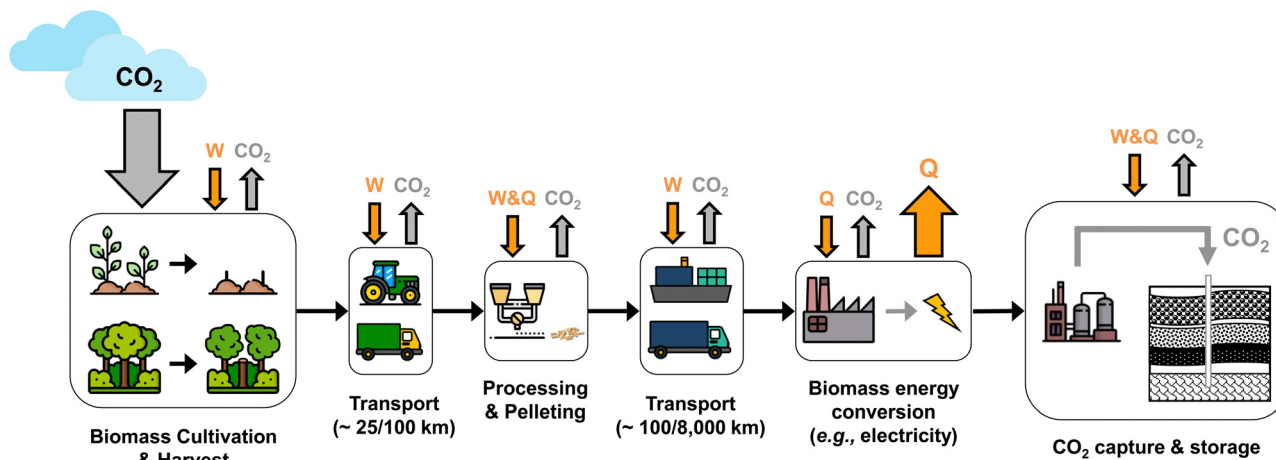 CO₂
W CO₂
W CO₂
W&Q CO₂
W CO₂
Q CO₂
Q
W&Q CO₂
CO₂
Biomass Cultivation
& Harvest
Transport
(~ 25/100 km)
Processing
& Pelleting
Transport
(~ 100/8,000 km)
Biomass energy
conversion
(e.g., electricity)
CO₂ capture & storage